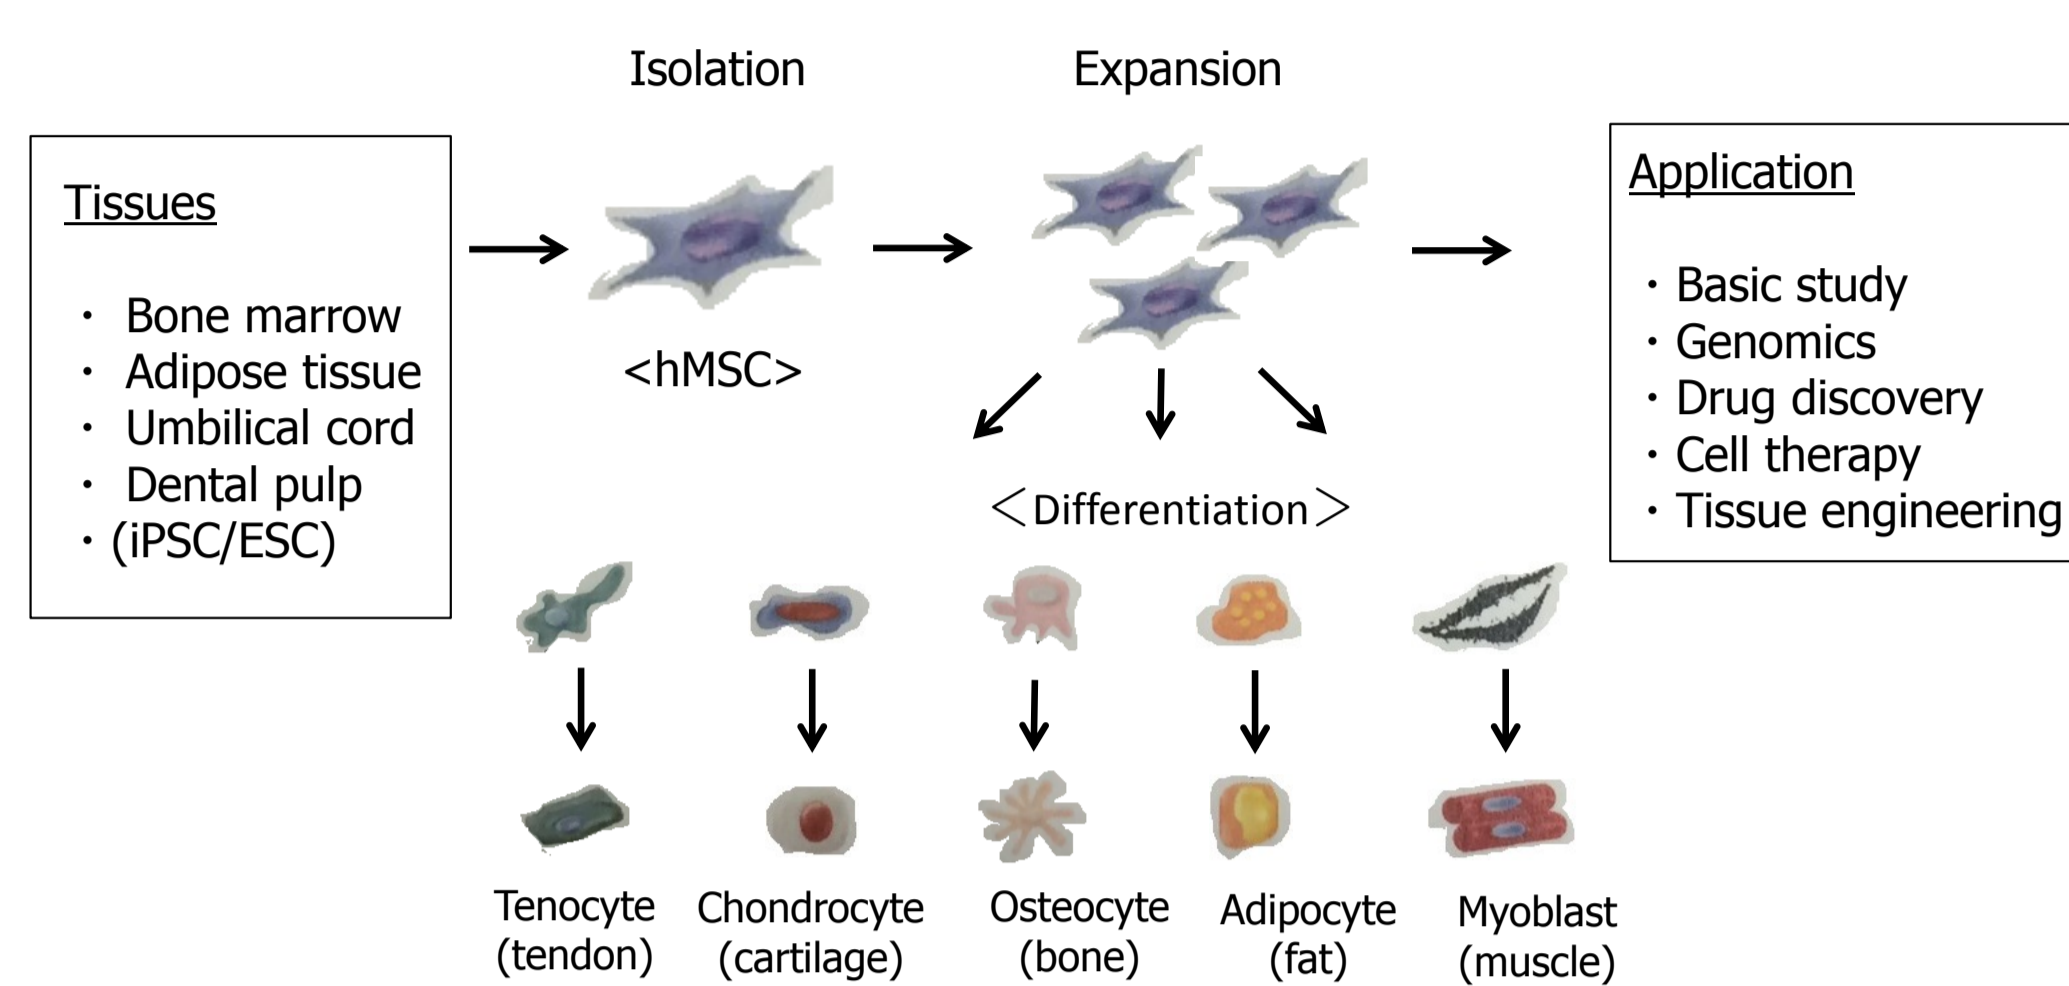 Isolation
Expansion
Tissues
・ Bone marrow
・ Adipose tissue
・ Umbilical cord
・ Dental pulp
・(iPSC/ESC)
<hMSC>
Application
・Basic study
・Genomics
・Drug discovery
・Cell therapy
・Tissue engineering
＜Differentiation＞
Tenocyte
(tendon)
Chondrocyte
(cartilage)
Osteocyte
(bone)
Adipocyte
(fat)
Myoblast
(muscle)